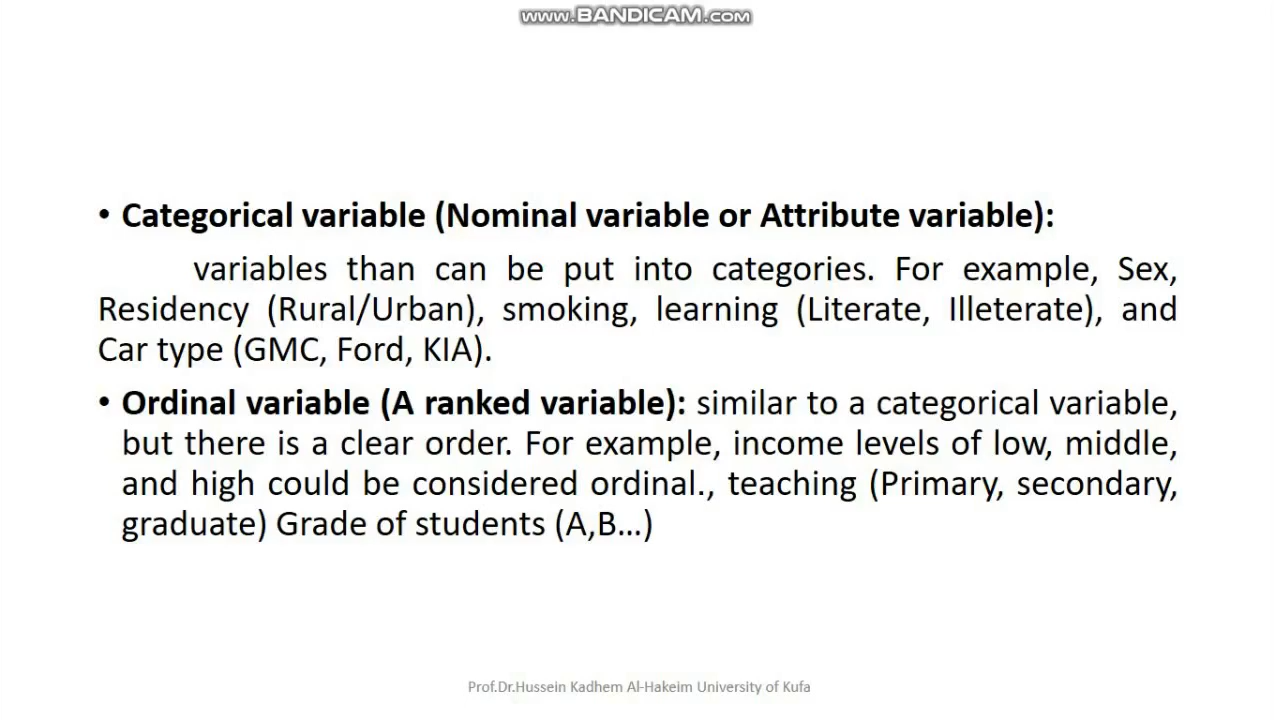 www.BANDICAM.com
• Categorical variable (Nominal variable or Attribute variable):
variables than can be put into categories. For example, Sex,
Residency (Rural/Urban), smoking, learning (Literate, Illeterate), and
Car type (GMC, Ford, KIA).
• Ordinal variable (A ranked variable): similar to a categorical variable,
but there is a clear order. For example, income levels of low, middle,
and high could be considered ordinal., teaching (Primary, secondary,
graduate) Grade of students (A,B...)
Prof.Dr.Hussein Kadhem Al-Hakeim University of Kufa